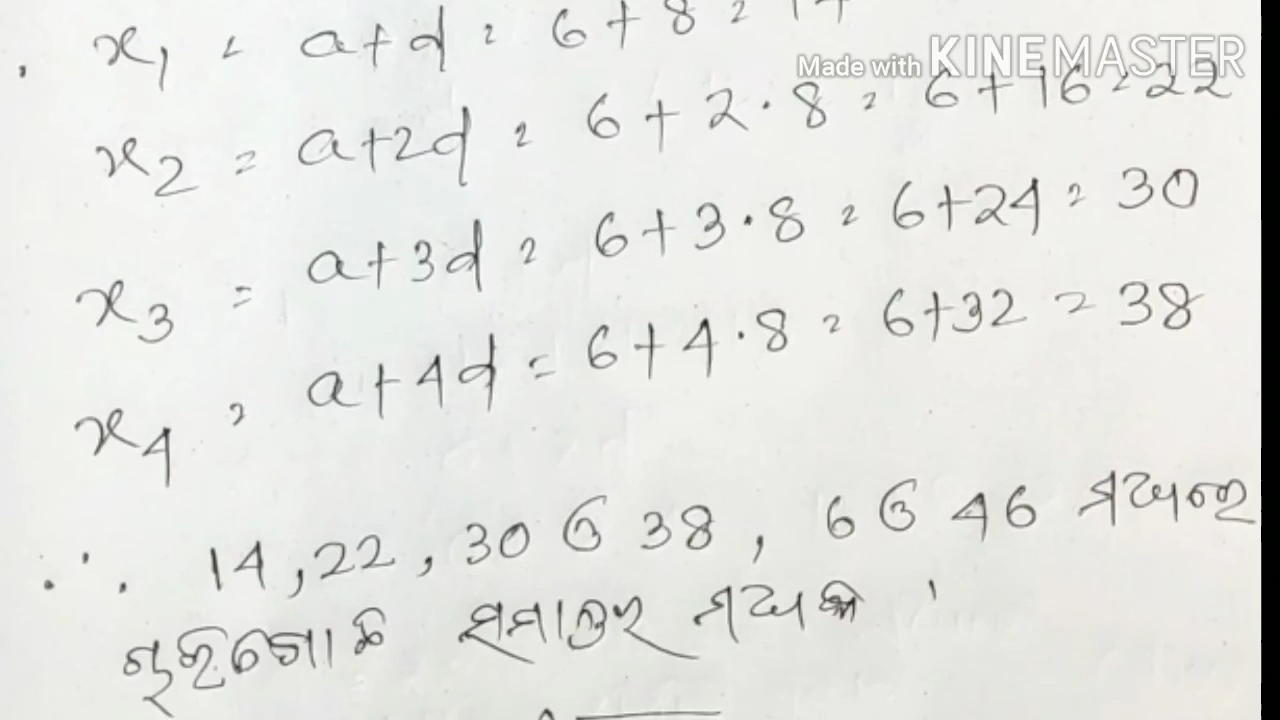 x₁ = a+d = 6+8 = 14
Made with KINEMASTER
x₂ = a+2d = 6+2·8 = 6+16 = 22
x₃ = a+3d = 6+3·8 = 6+24 = 30
x₄ = a+4d = 6+4·8 = 6+32 = 38
∴ 14, 22, 30 ଓ 38, 6 ଓ 46 ମଧ୍ୟରେ
ଚାରିଗୋଟି ସମାନ୍ତର ମଧ୍ୟକ ।